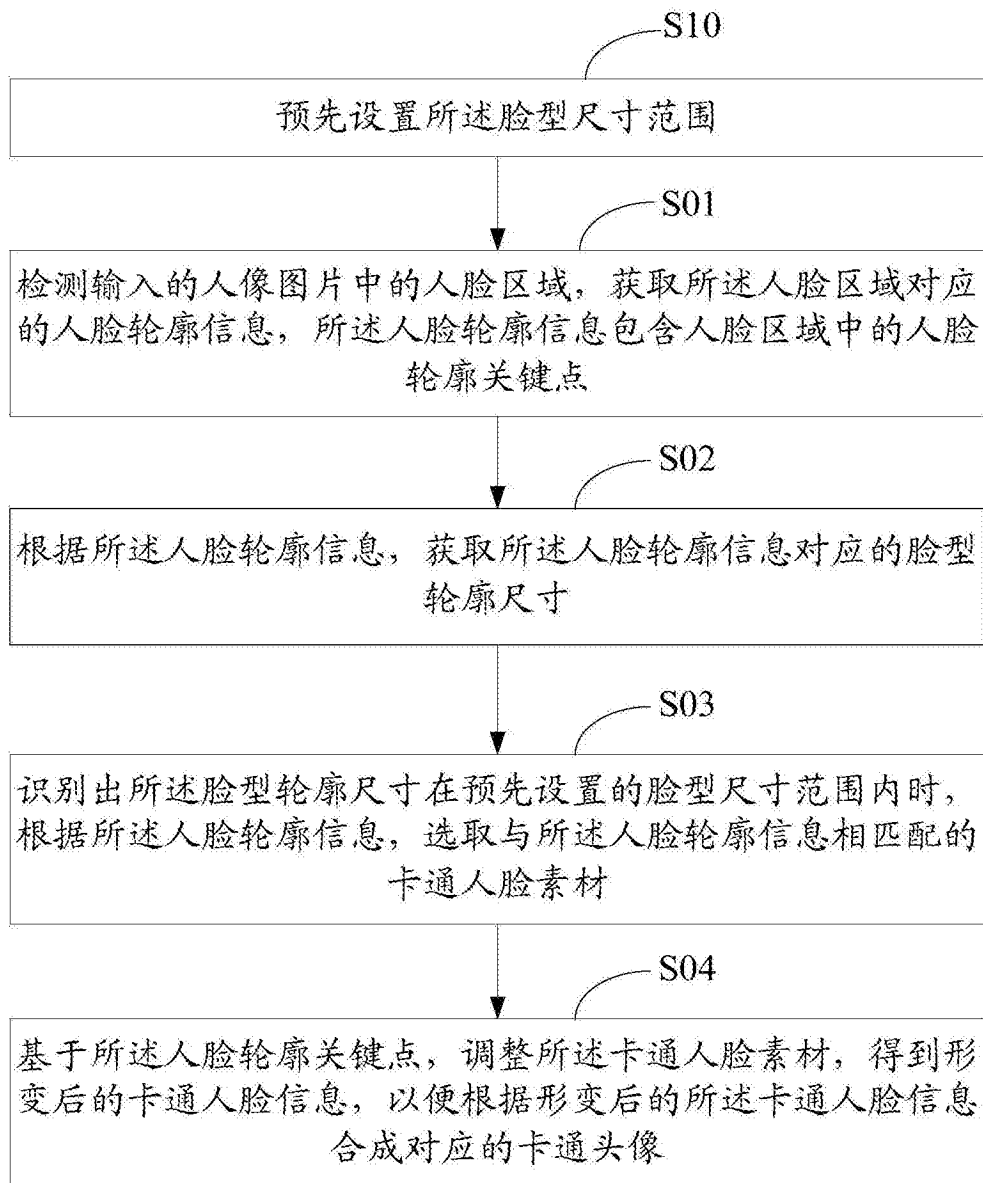 S10
预先设置所述脸型尺寸范围
S01
检测输入的人像图片中的人脸区域，获取所述人脸区域对应
的人脸轮廓信息，所述人脸轮廓信息包含人脸区域中的人脸
轮廓关键点
S02
根据所述人脸轮廓信息，获取所述人脸轮廓信息对应的脸型
轮廓尺寸
S03
识别出所述脸型轮廓尺寸在预先设置的脸型尺寸范围内时，
根据所述人脸轮廓信息，选取与所述人脸轮廓信息相匹配的
卡通人脸素材
S04
基于所述人脸轮廓关键点，调整所述卡通人脸素材，得到形
变后的卡通人脸信息，以便根据形变后的所述卡通人脸信息
合成对应的卡通头像